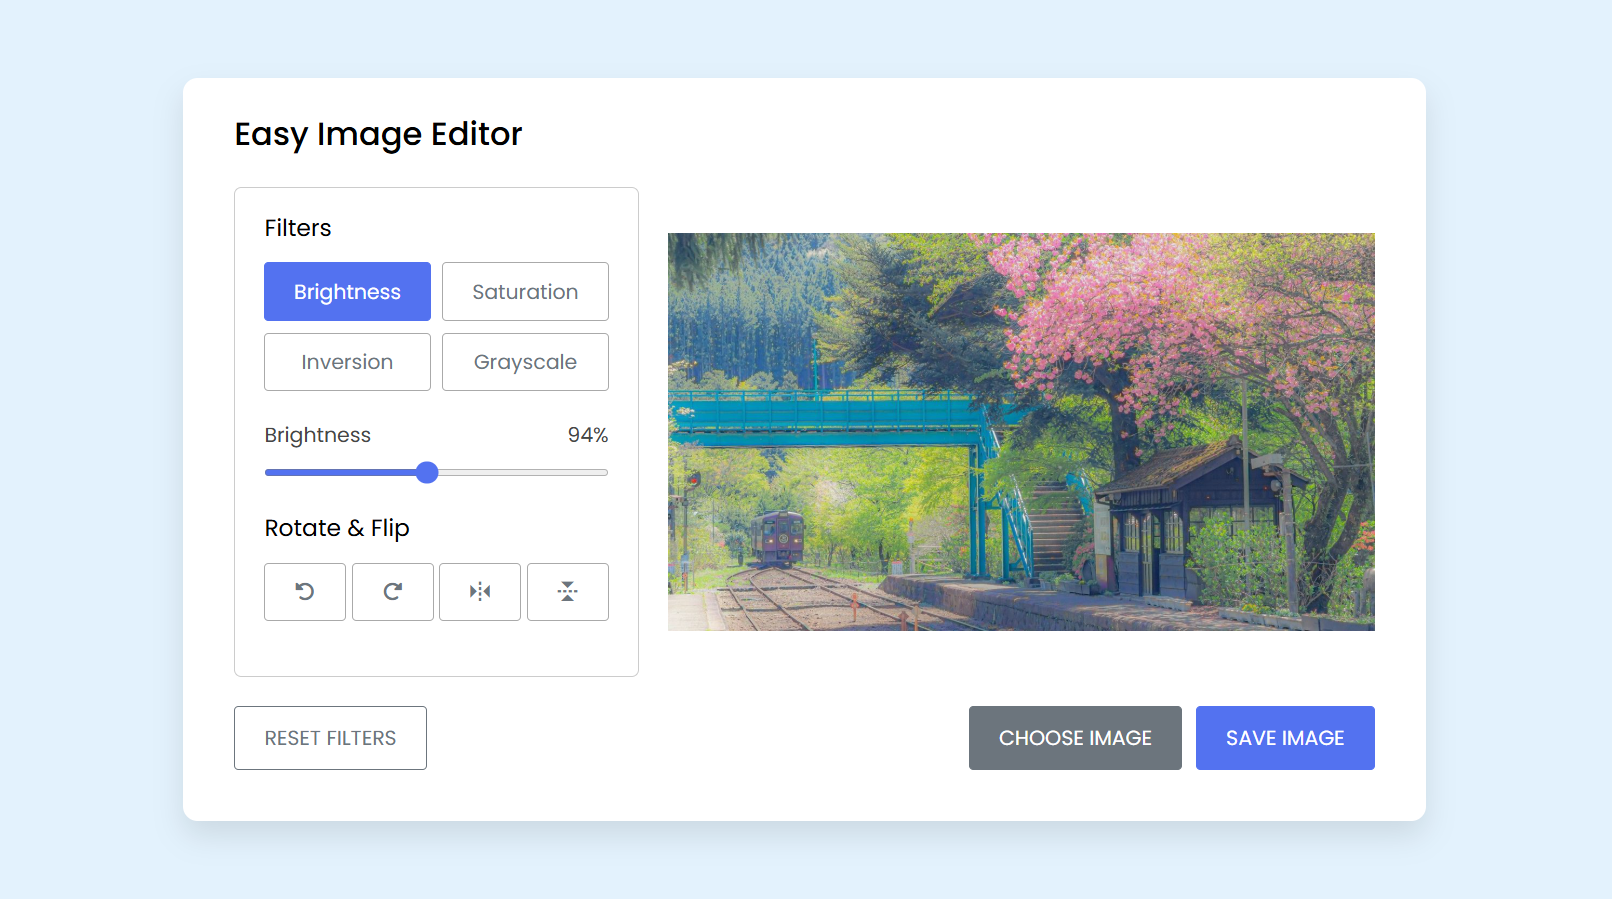 Easy Image Editor
Filters
Brightness
Saturation
Inversion
Grayscale
Brightness 94%
Rotate & Flip
RESET FILTERS
CHOOSE IMAGE
SAVE IMAGE